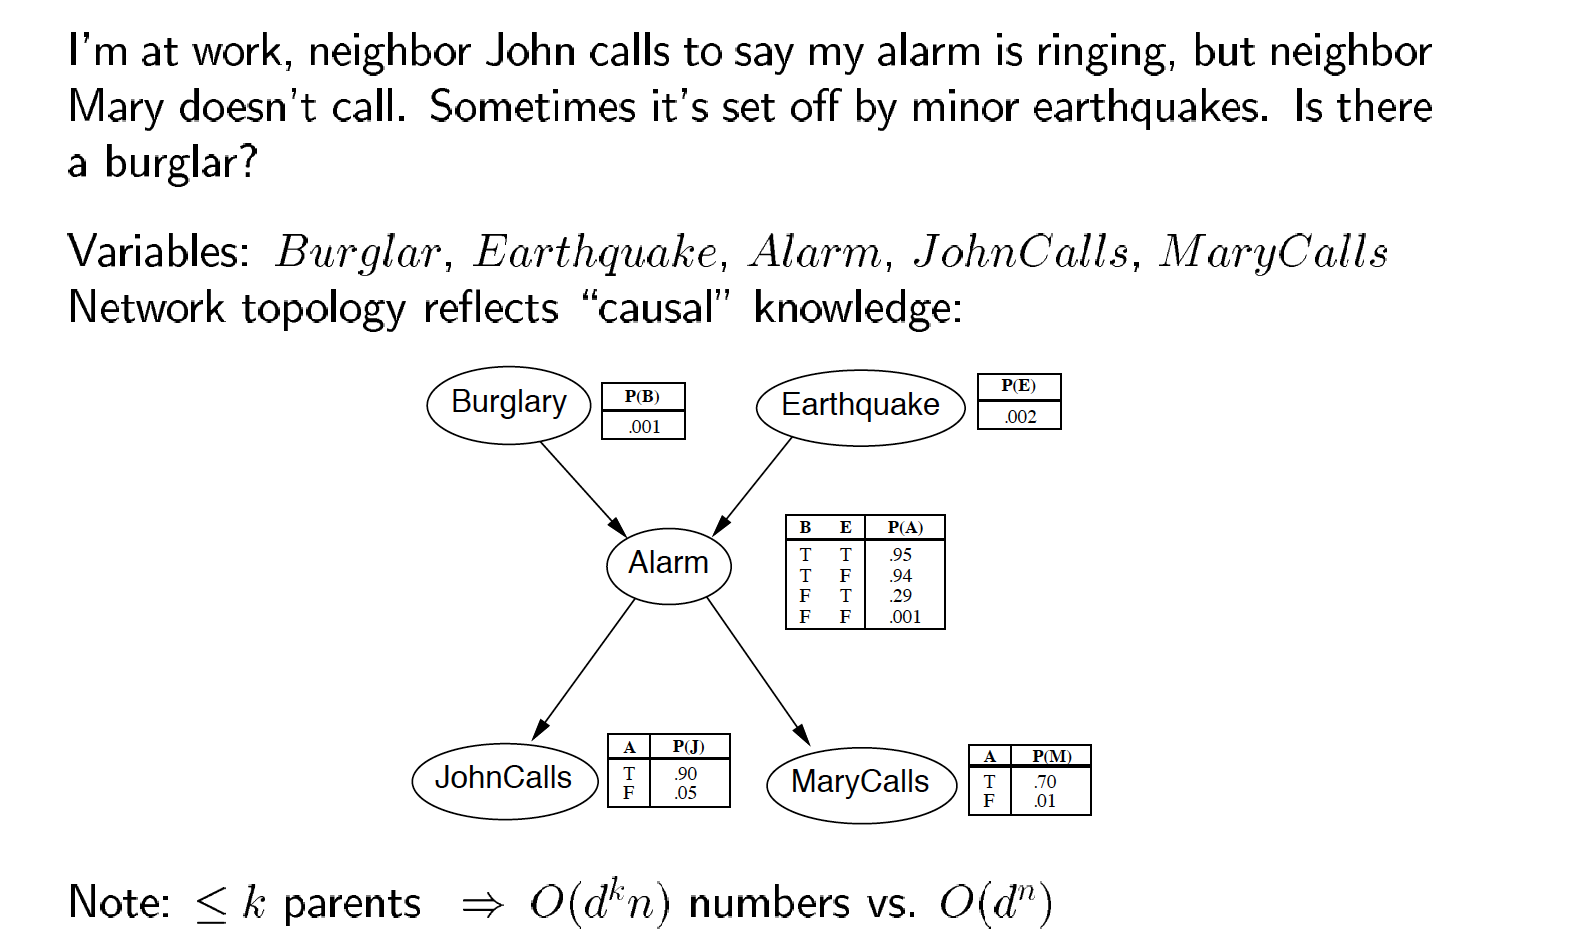 I'm at work, neighbor John calls to say my alarm is ringing, but neighbor
Mary doesn't call. Sometimes it's set off by minor earthquakes. Is there
a burglar?
Variables: Burglar, Earthquake, Alarm, JohnCalls, MaryCalls
Network topology reflects “causal” knowledge:
Burglary
P(B)
.001
Earthquake
P(E)
.002
Alarm
B E P(A)
T T .95
T F .94
F T .29
F F .001
JohnCalls
A P(J)
T .90
F .05
MaryCalls
A P(M)
T .70
F .01
Note: ≤ k parents ⇒ O(dᵏn) numbers vs. O(dⁿ)